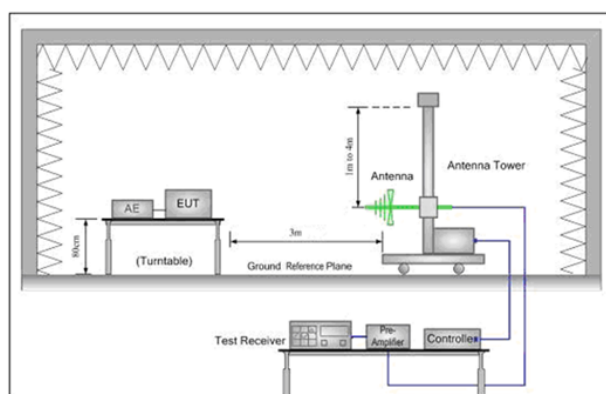 1m to 4m
Antenna
Antenna Tower
AE
EUT
80cm
(Turntable)
3m
Ground Reference Plane
Test Receiver
Pre-
Amplifier
Controller